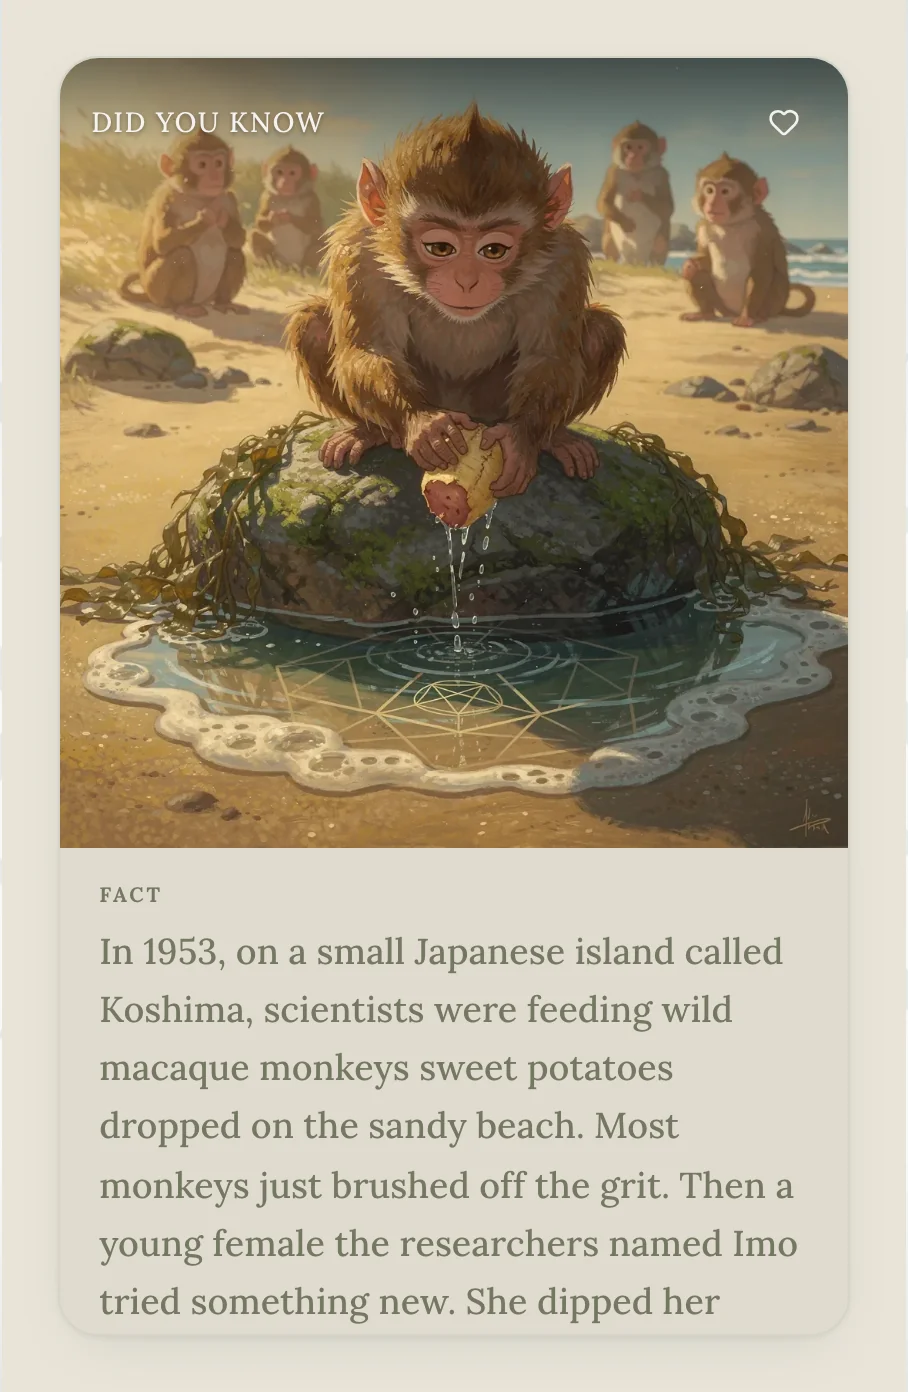 DID YOU KNOW
FACT
In 1953, on a small Japanese island called
Koshima, scientists were feeding wild
macaque monkeys sweet potatoes
dropped on the sandy beach. Most
monkeys just brushed off the grit. Then a
young female the researchers named Imo
tried something new. She dipped her